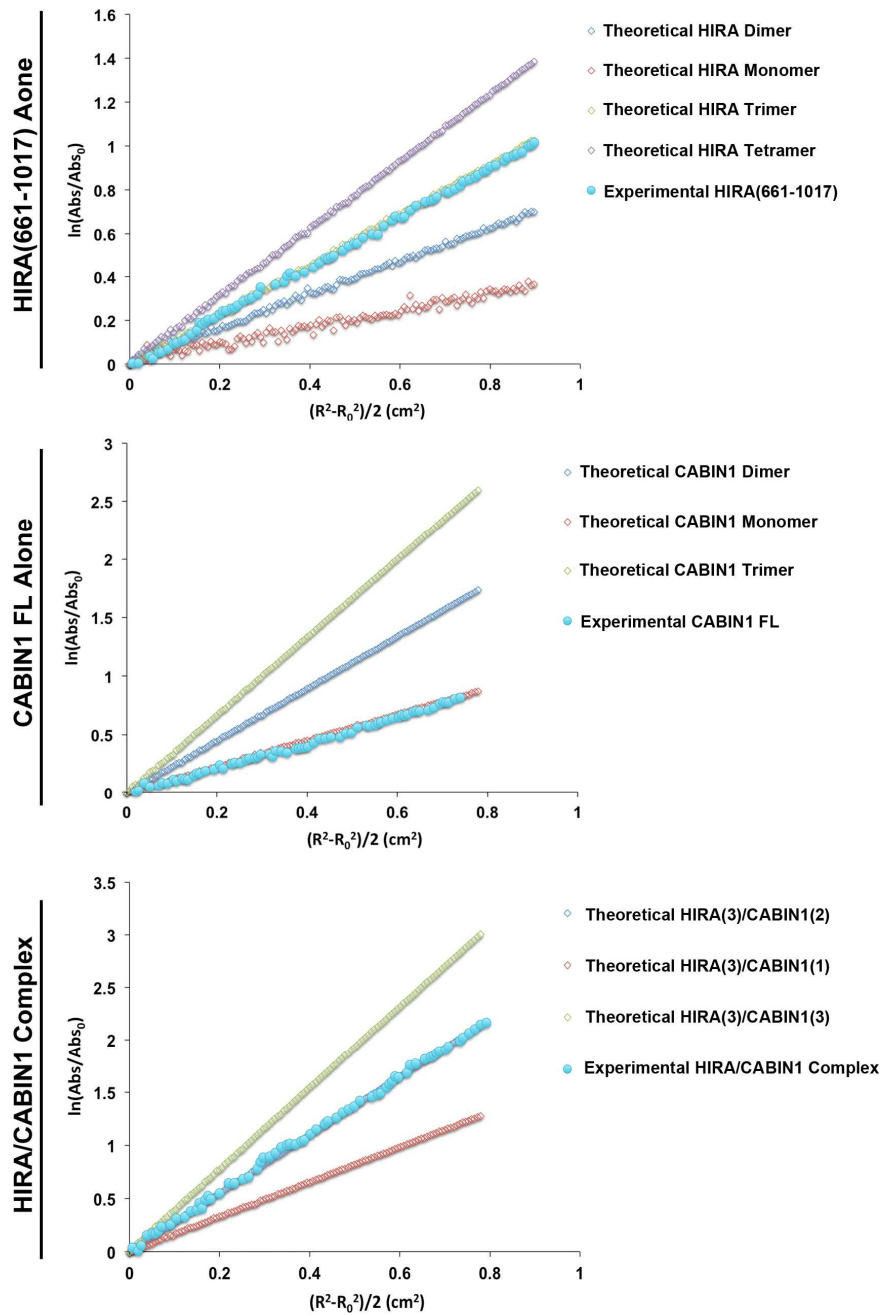 HIRA(661-1017) Aone
ln(Abs/Abs₀)
1.6
1.4
1.2
1
0.8
0.6
0.4
0.2
0
0 0.2 0.4 0.6 0.8 1
(R²-R₀²)/2 (cm²)
Theoretical HIRA Dimer
Theoretical HIRA Monomer
Theoretical HIRA Trimer
Theoretical HIRA Tetramer
Experimental HIRA(661-1017)
CABIN1 FL Alone
ln(Abs/Abs₀)
3
2.5
2
1.5
1
0.5
0
0 0.2 0.4 0.6 0.8 1
(R²-R₀²)/2 (cm²)
Theoretical CABIN1 Dimer
Theoretical CABIN1 Monomer
Theoretical CABIN1 Trimer
Experimental CABIN1 FL
HIRA/CABIN1 Complex
ln(Abs/Abs₀)
3.5
3
2.5
2
1.5
1
0.5
0
0 0.2 0.4 0.6 0.8 1
(R²-R₀²)/2 (cm²)
Theoretical HIRA(3)/CABIN1(2)
Theoretical HIRA(3)/CABIN1(1)
Theoretical HIRA(3)/CABIN1(3)
Experimental HIRA/CABIN1 Complex